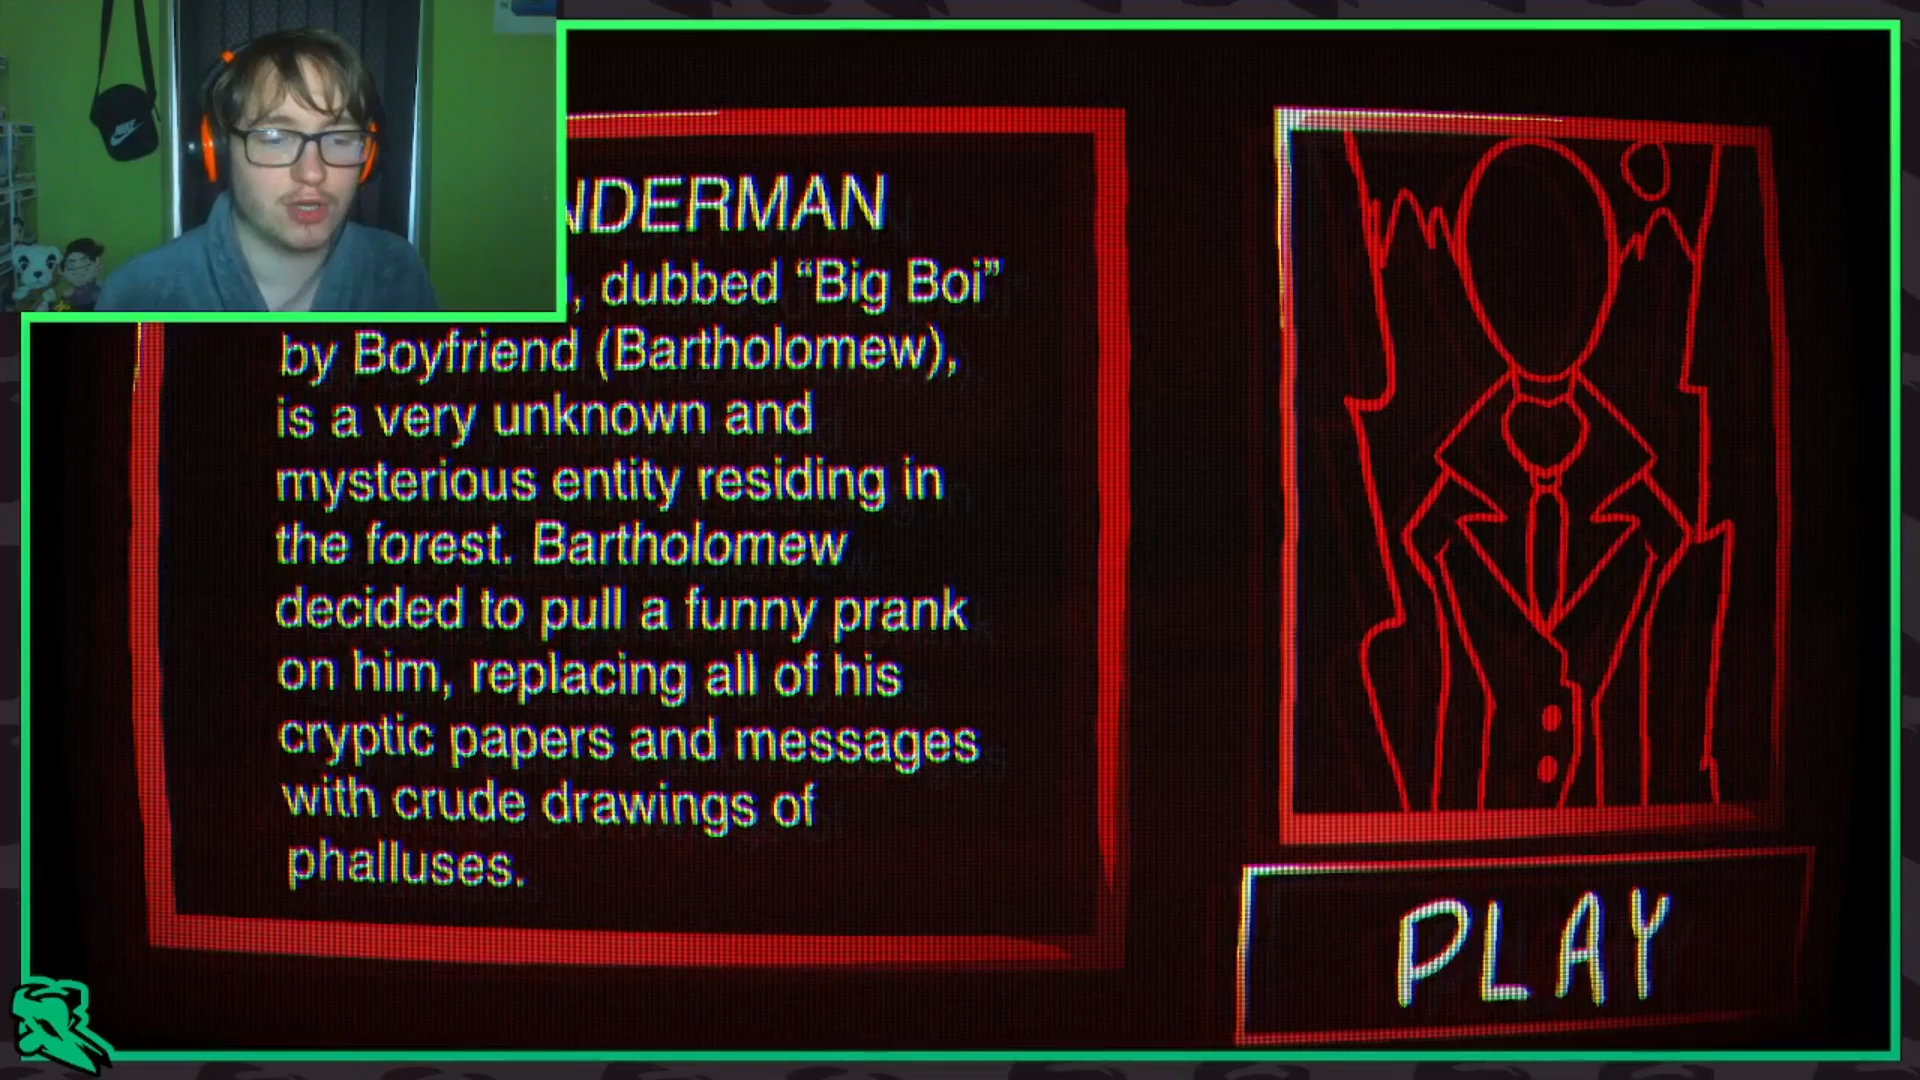 NDERMAN
, dubbed “Big Boi”
by Boyfriend (Bartholomew),
is a very unknown and
mysterious entity residing in
the forest. Bartholomew
decided to pull a funny prank
on him, replacing all of his
cryptic papers and messages
with crude drawings of
phalluses.
PLAY
NIKE